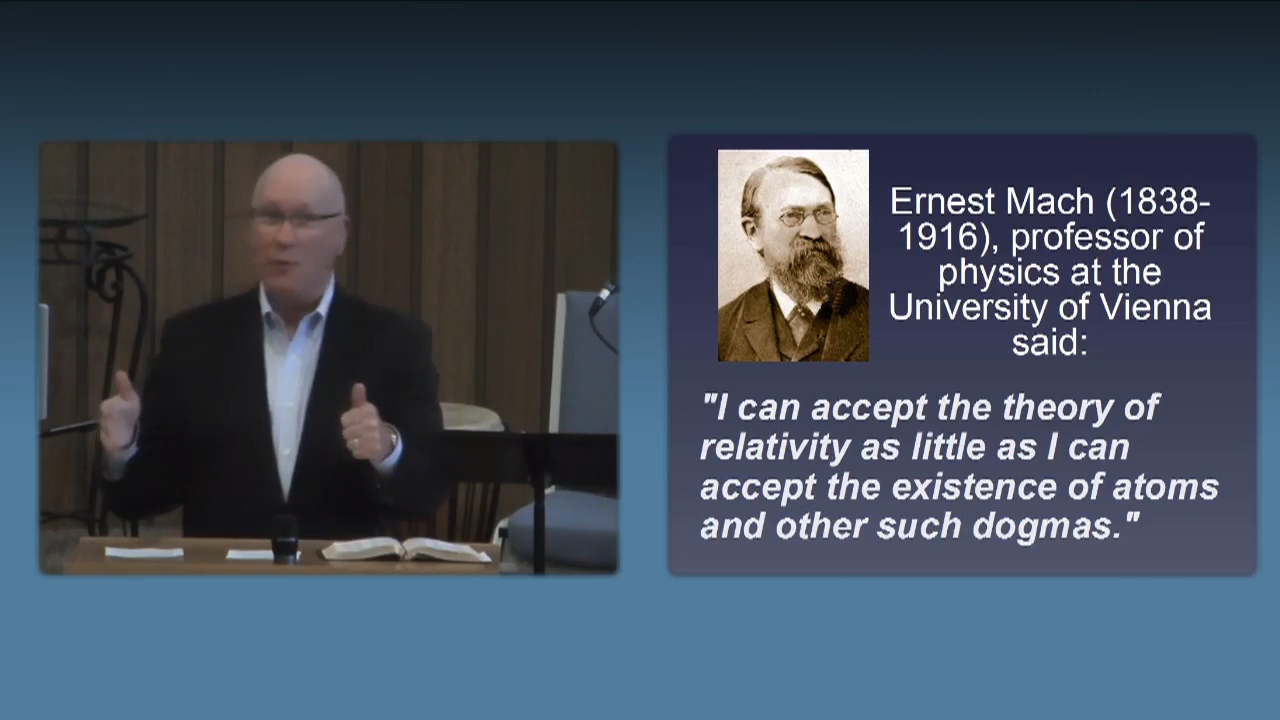 Ernest Mach (1838-
1916), professor of
physics at the
University of Vienna
said:
"I can accept the theory of
relativity as little as I can
accept the existence of atoms
and other such dogmas."